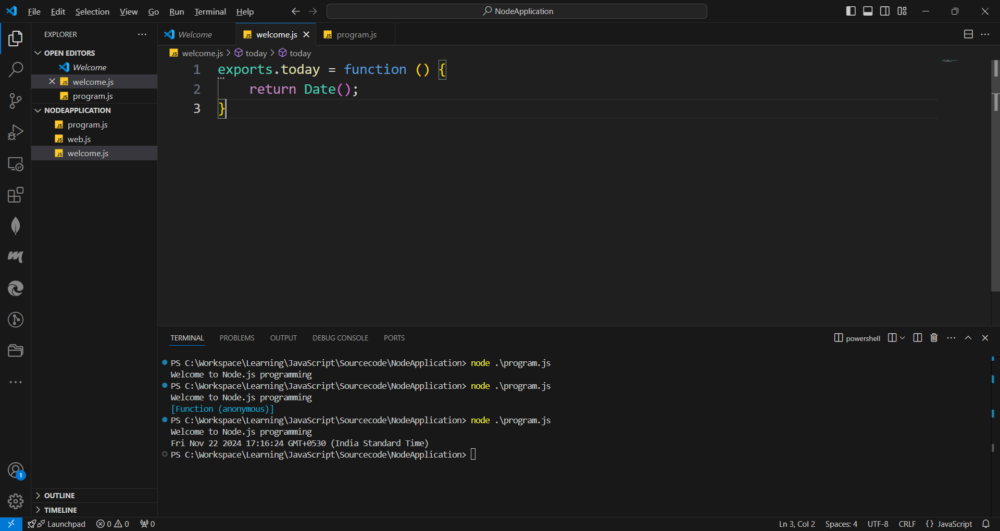 File Edit Selection View Go Run Terminal Help
NodeApplication
EXPLORER
Welcome
welcome.js
program.js
OPEN EDITORS
Welcome
welcome.js
program.js
NODEAPPLICATION
program.js
web.js
welcome.js
OUTLINE
TIMELINE
welcome.js > today > today
1 exports.today = function () {
2     return Date();
3 }
TERMINAL PROBLEMS OUTPUT DEBUG CONSOLE PORTS
powershell
PS C:\Workspace\Learning\JavaScript\Sourcecode\NodeApplication> node .\program.js
Welcome to Node.js programming
PS C:\Workspace\Learning\JavaScript\Sourcecode\NodeApplication> node .\program.js
Welcome to Node.js programming
[Function (anonymous)]
PS C:\Workspace\Learning\JavaScript\Sourcecode\NodeApplication> node .\program.js
Welcome to Node.js programming
Fri Nov 22 2024 17:16:24 GMT+0530 (India Standard Time)
PS C:\Workspace\Learning\JavaScript\Sourcecode\NodeApplication>
1
Launchpad 0 0 0
Ln 3, Col 2 Spaces: 4 UTF-8 CRLF {} JavaScript